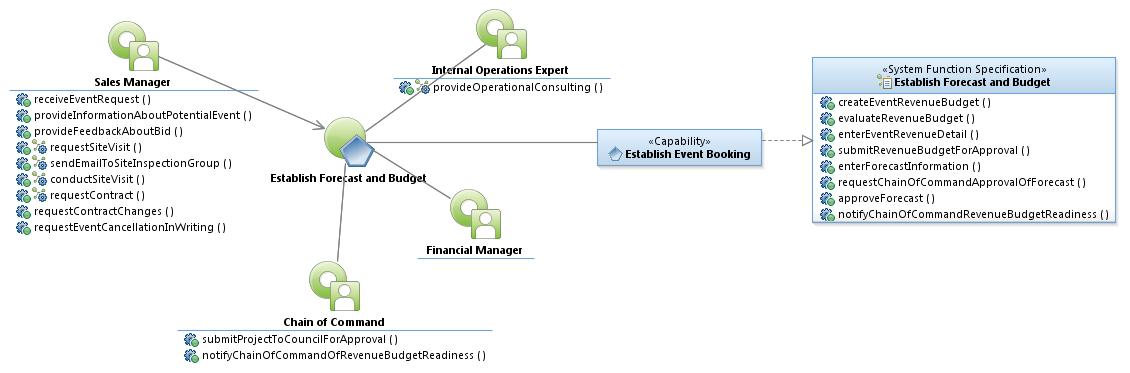 Sales Manager
receiveEventRequest ( )
provideInformationAboutPotentialEvent ( )
provideFeedbackAboutBid ( )
requestSiteVisit ( )
sendEmailToSiteInspectionGroup ( )
conductSiteVisit ( )
requestContract ( )
requestContractChanges ( )
requestEventCancellationInWriting ( )
Internal Operations Expert
provideOperationalConsulting ( )
Establish Forecast and Budget
Financial Manager
Chain of Command
submitProjectToCouncilForApproval ( )
notifyChainOfCommandOfRevenueBudgetReadiness ( )
«Capability»
Establish Event Booking
«System Function Specification»
Establish Forecast and Budget
createEventRevenueBudget ( )
evaluateRevenueBudget ( )
enterEventRevenueDetail ( )
submitRevenueBudgetForApproval ( )
enterForecastInformation ( )
requestChainOfCommandApprovalOfForecast ( )
approveForecast ( )
notifyChainOfCommandRevenueBudgetReadiness ( )